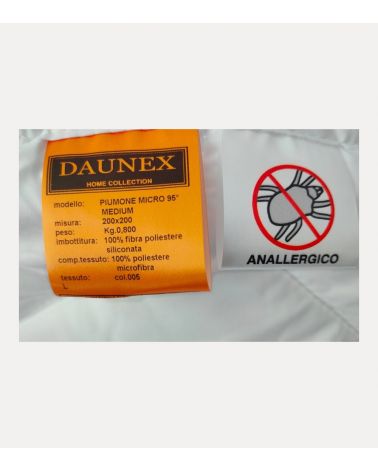 DAUNEX
HOME COLLECTION
modello: PIUMONE MICRO 95°
MEDIUM
misura: 200x200
peso: Kg.0,800
imbottitura: 100% fibra poliestere
siliconata
comp.tessuto: 100% poliestere
microfibra
tessuto: col.005
L
ANALLERGICO